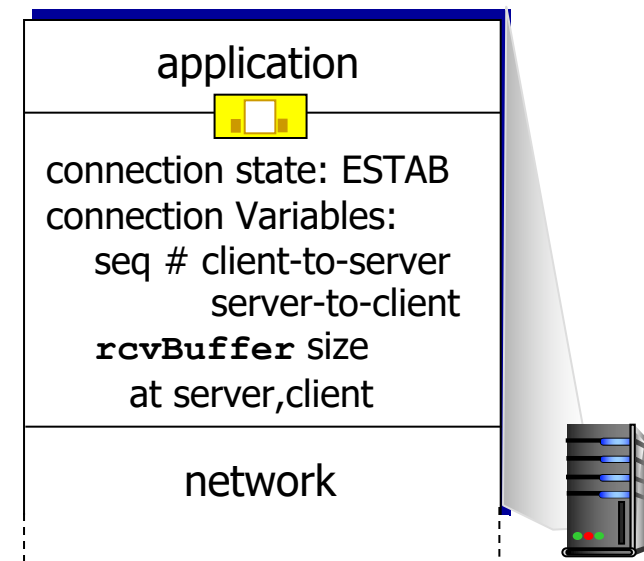 application
connection state: ESTAB
connection Variables:
seq # client-to-server
server-to-client
rcvBuffer size
at server,client
network